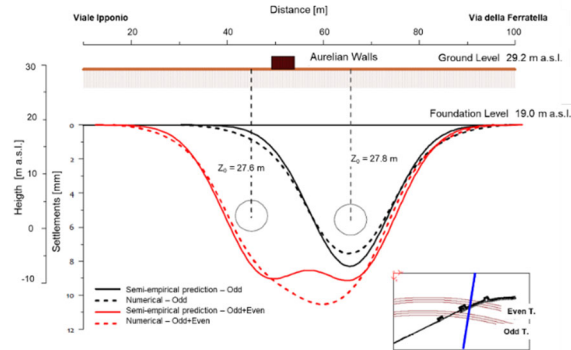 Distance [m]
Viale Ipponio
Via della Ferratella
20 40 60 80 100
Aurelian Walls
Ground Level 29.2 m a.s.l.
Foundation Level 19.0 m a.s.l.
30
20
10
0
-10
Heigth [m a.s.l.]
0
2
4
6
8
10
12
Settlements [mm]
Z₀ = 27.6 m
Z₀ = 27.8 m
Semi-empirical prediction – Odd
Numerical – Odd
Semi-empirical prediction – Odd+Even
Numerical – Odd+Even
Even T.
Odd T.